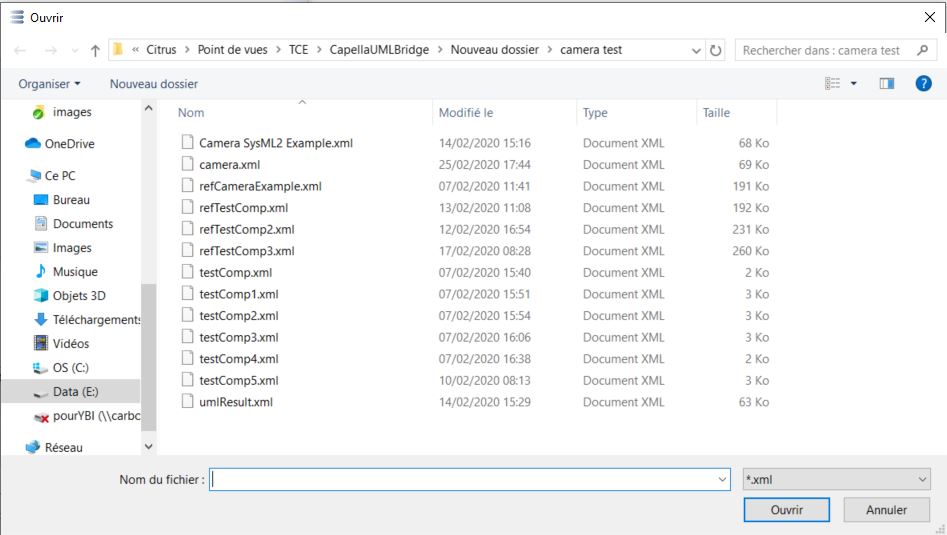 Ouvrir
« Citrus > Point de vues > TCE > CapellaUMLBridge > Nouveau dossier > camera test
Rechercher dans : camera test
Organiser
Nouveau dossier
images
OneDrive
Ce PC
Bureau
Documents
Images
Musique
Objets 3D
Téléchargements
Vidéos
OS (C:)
Data (E:)
pourYBI (\\carbc
Réseau
Nom Modifié le Type Taille
Camera SysML2 Example.xml 14/02/2020 15:16 Document XML 68 Ko
camera.xml 25/02/2020 17:44 Document XML 69 Ko
refCameraExample.xml 07/02/2020 11:41 Document XML 191 Ko
refTestComp.xml 13/02/2020 11:08 Document XML 192 Ko
refTestComp2.xml 12/02/2020 16:54 Document XML 231 Ko
refTestComp3.xml 17/02/2020 08:28 Document XML 260 Ko
testComp.xml 07/02/2020 15:40 Document XML 2 Ko
testComp1.xml 07/02/2020 15:51 Document XML 3 Ko
testComp2.xml 07/02/2020 15:54 Document XML 3 Ko
testComp3.xml 07/02/2020 16:06 Document XML 3 Ko
testComp4.xml 07/02/2020 16:38 Document XML 2 Ko
testComp5.xml 10/02/2020 08:13 Document XML 3 Ko
umlResult.xml 14/02/2020 15:29 Document XML 63 Ko
Nom du fichier :
*.xml
Ouvrir
Annuler